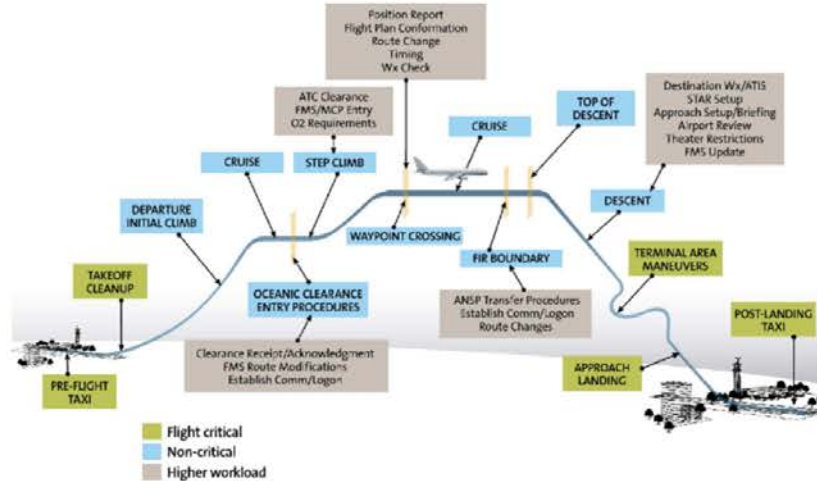 Position Report
Flight Plan Conformation
Route Change
Timing
Wx Check
ATC Clearance
FMS/MCP Entry
O2 Requirements
Destination Wx/ATIS
STAR Setup
Approach Setup/Briefing
Airport Review
Theater Restrictions
FMS Update
TOP OF
DESCENT
CRUISE
CRUISE
STEP CLIMB
DESCENT
DEPARTURE
INITIAL CLIMB
WAYPOINT CROSSING
FIR BOUNDARY
TERMINAL AREA
MANEUVERS
TAKEOFF
CLEANUP
OCEANIC CLEARANCE
ENTRY PROCEDURES
ANSP Transfer Procedures
Establish Comm/Logon
Route Changes
POST-LANDING
TAXI
Clearance Receipt/Acknowledgment
FMS Route Modifications
Establish Comm/Logon
APPROACH
LANDING
PRE-FLIGHT
TAXI
Flight critical
Non-critical
Higher workload